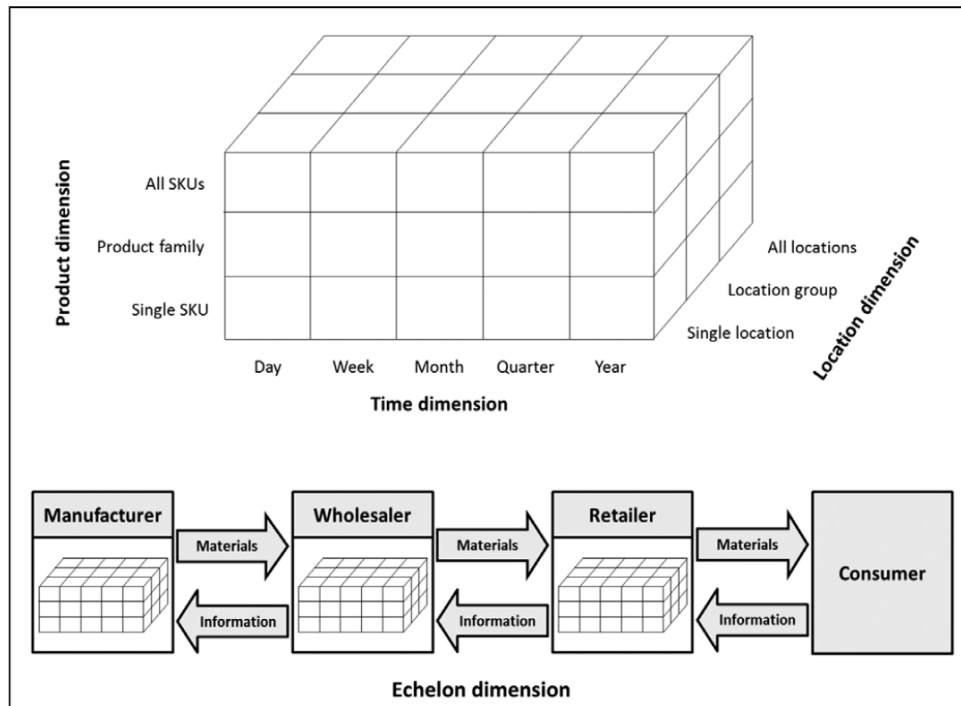 Product dimension
All SKUs
Product family
Single SKU
All locations
Location group
Single location
Location dimension
Day Week Month Quarter Year
Time dimension
Manufacturer Wholesaler Retailer
Materials Materials Materials
Consumer
Information Information Information
Echelon dimension